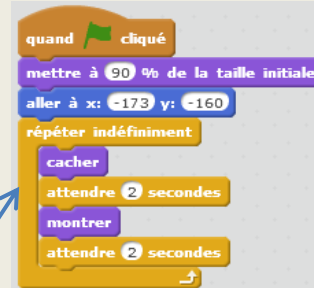 quand cliqué
mettre à 90 % de la taille initiale
aller à x: -173 y: -160
répéter indéfiniment
cacher
attendre 2 secondes
montrer
attendre 2 secondes